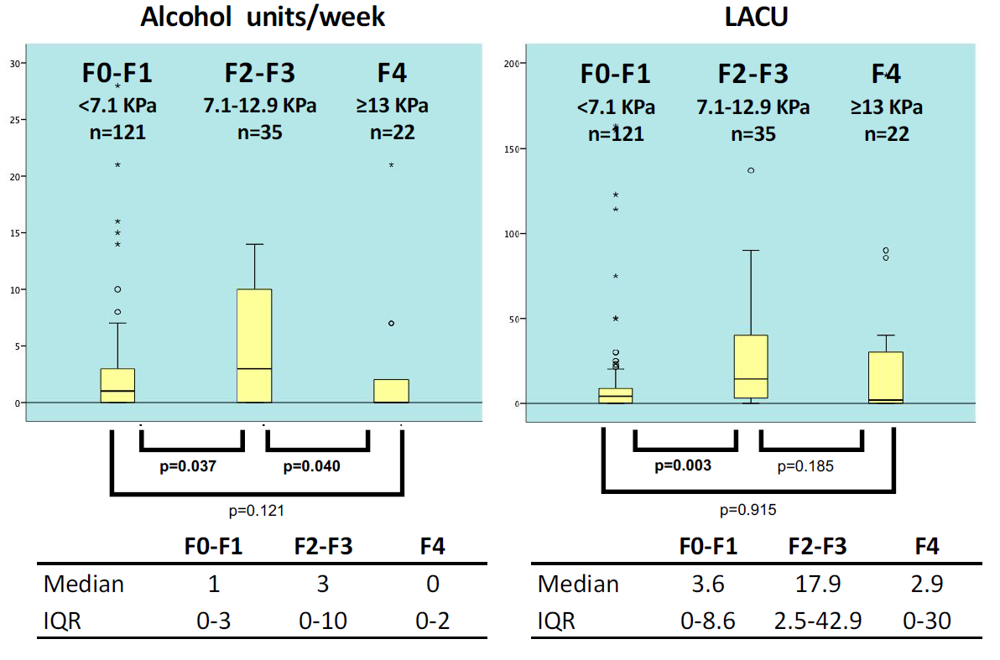 Alcohol units/week
30
25
20
15
10
5
0
F0-F1 F2-F3 F4
<7.1 KPa 7.1-12.9 KPa ≥13 KPa
n=121 n=35 n=22
p=0.037 p=0.040
p=0.121
F0-F1 F2-F3 F4
Median 1 3 0
IQR 0-3 0-10 0-2
LACU
200
150
100
50
0
F0-F1 F2-F3 F4
<7.1 KPa 7.1-12.9 KPa ≥13 KPa
n=121 n=35 n=22
p=0.003 p=0.185
p=0.915
F0-F1 F2-F3 F4
Median 3.6 17.9 2.9
IQR 0-8.6 2.5-42.9 0-30